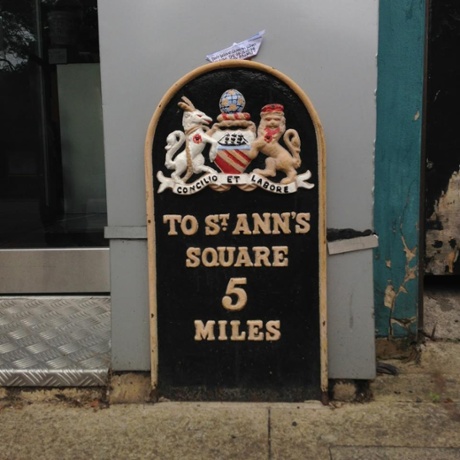 CONCILIO ET LABORE
TO ST. ANN'S
SQUARE
5
MILES